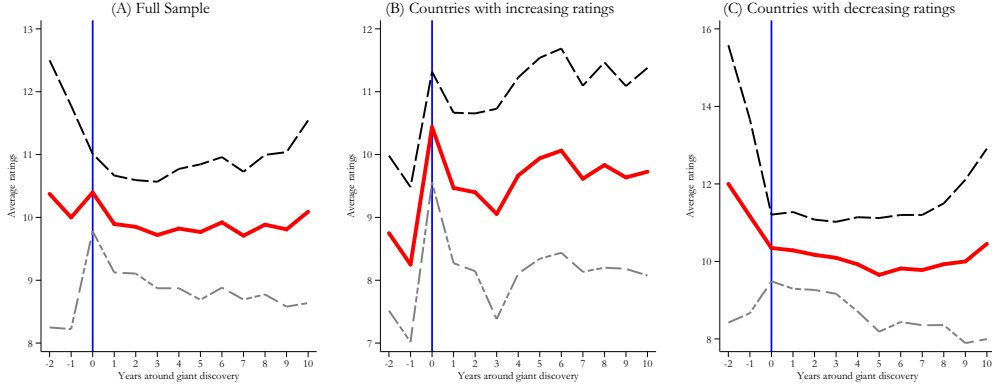 (A) Full Sample
Average ratings
13
12
11
10
9
8
-2 -1 0 1 2 3 4 5 6 7 8 9 10
Years around giant discovery
(B) Countries with increasing ratings
Average ratings
12
11
10
9
8
7
-2 -1 0 1 2 3 4 5 6 7 8 9 10
Years around giant discovery
(C) Countries with decreasing ratings
Average ratings
16
14
12
10
8
-2 -1 0 1 2 3 4 5 6 7 8 9 10
Years around giant discovery